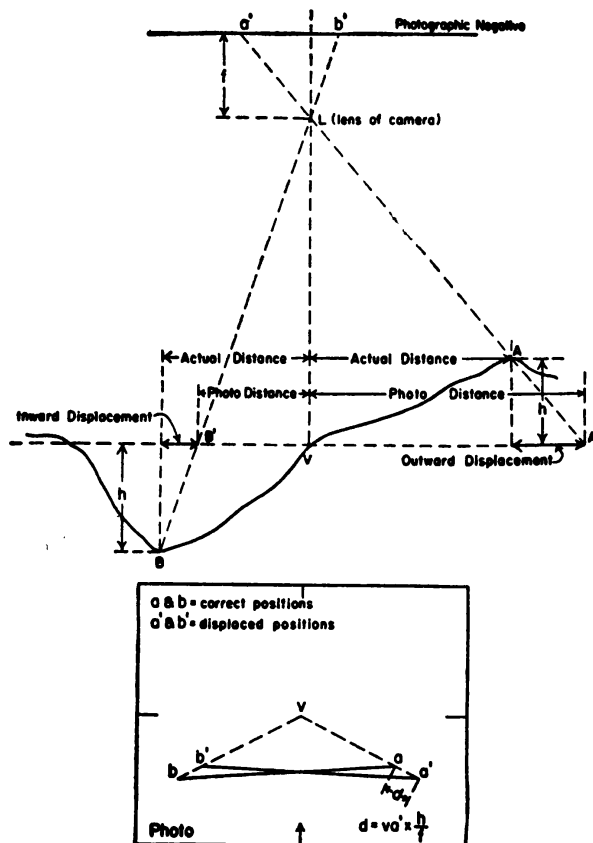 a' b' Photographic Negative
f
L (lens of camera)
Actual Distance Actual Distance A
Photo Distance Photo Distance
h
Inward Displacement
B' V A
Outward Displacement
h
B
a & b = correct positions
a' & b' = displaced positions
V
b' a
b a'
d
Photo d = va' x h/f